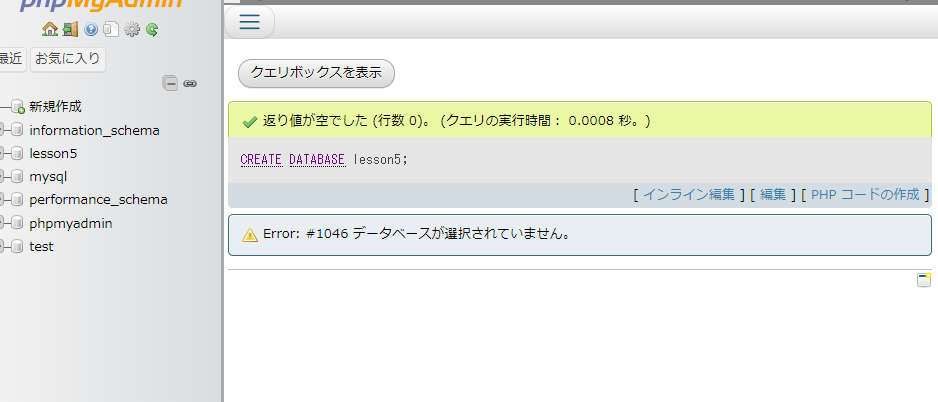 phpMyAdmin
最近 お気に入り
新規作成
information_schema
lesson5
mysql
performance_schema
phpmyadmin
test
クエリボックスを表示
返り値が空でした (行数 0)。 (クエリの実行時間： 0.0008 秒。)
CREATE DATABASE lesson5;
[ インライン編集 ] [ 編集 ] [ PHP コードの作成 ]
Error: #1046 データベースが選択されていません。